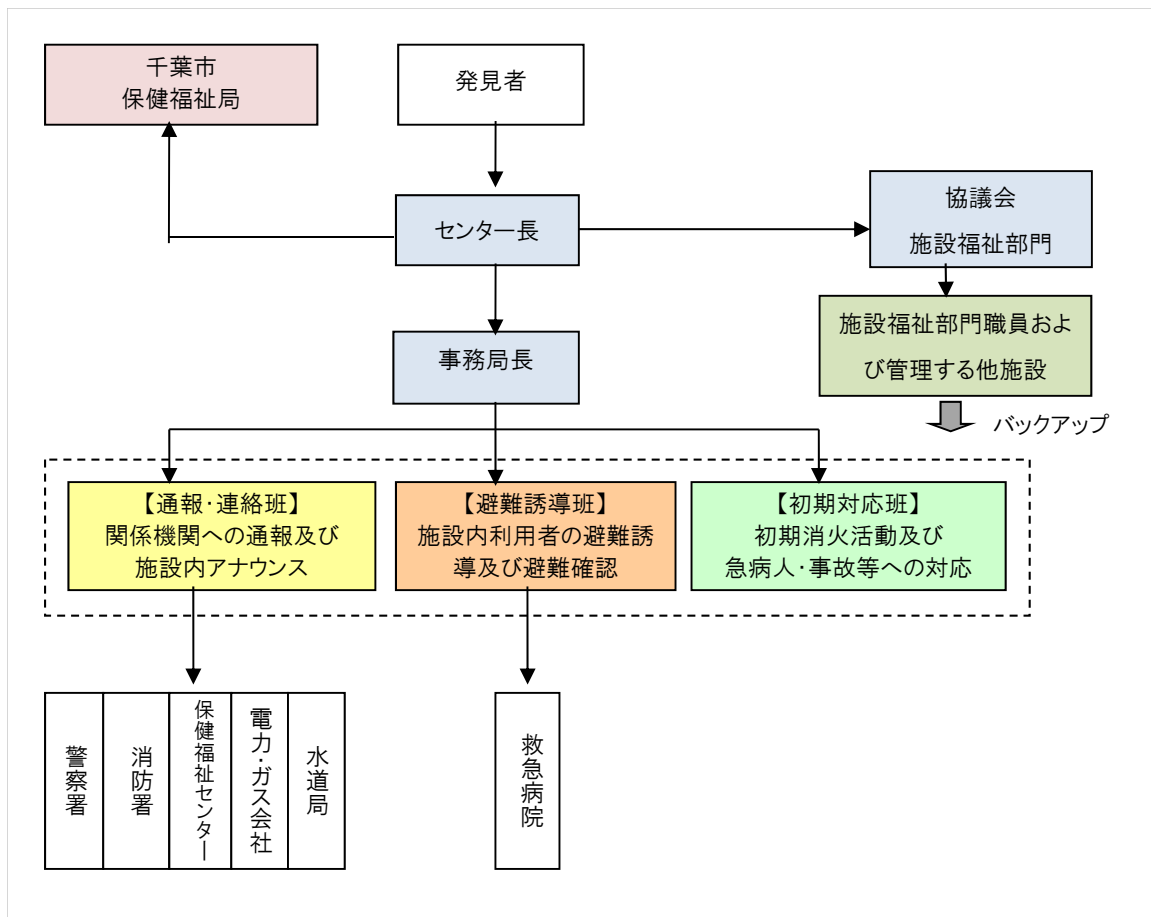 千葉市
保健福祉局
発見者
センター長
協議会
施設福祉部門
事務局長
施設福祉部門職員およ
び管理する他施設
バックアップ
【通報・連絡班】
関係機関への通報及び
施設内アナウンス
【避難誘導班】
施設内利用者の避難誘
導及び避難確認
【初期対応班】
初期消火活動及び
急病人・事故等への対応
警察署
消防署
保健福祉センター
電力・ガス会社
水道局
救急病院